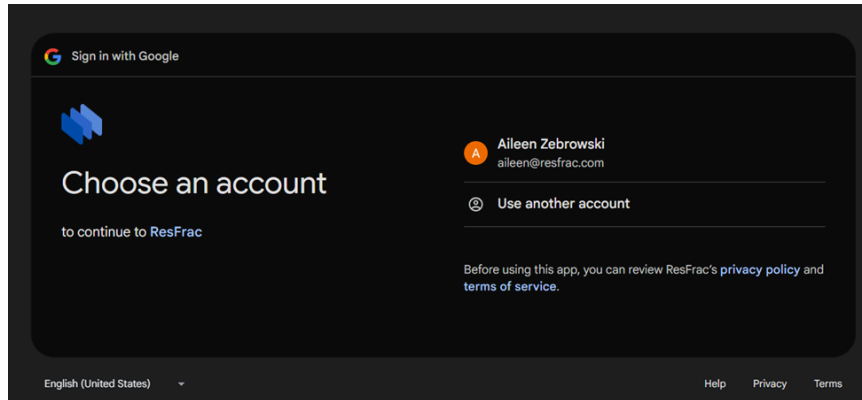 Sign in with Google
Choose an account
to continue to ResFrac
A
Aileen Zebrowski
aileen@resfrac.com
Use another account
Before using this app, you can review ResFrac's privacy policy and
terms of service.
English (United States)
Help Privacy Terms